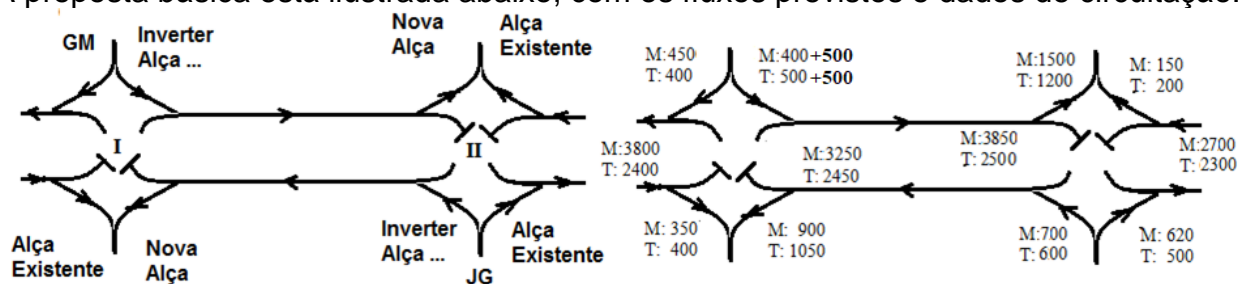 A proposta básica está ilustrada abaixo, com os fluxos previstos e dados de circuitação.
GM
Inverter
Alça ...
Nova
Alça
Alça
Existente
I
II
Alça
Existente
Nova
Alça
Inverter
Alça ...
JG
Alça
Existente
M:450
T: 400
M:400+500
T: 500+500
M:1500
T:1200
M: 150
T: 200
M:3800
T: 2400
M:3250
T: 2450
M:3850
T: 2500
M:2700
T:2300
M: 350
T: 400
M: 900
T: 1050
M:700
T:600
M: 620
T: 500